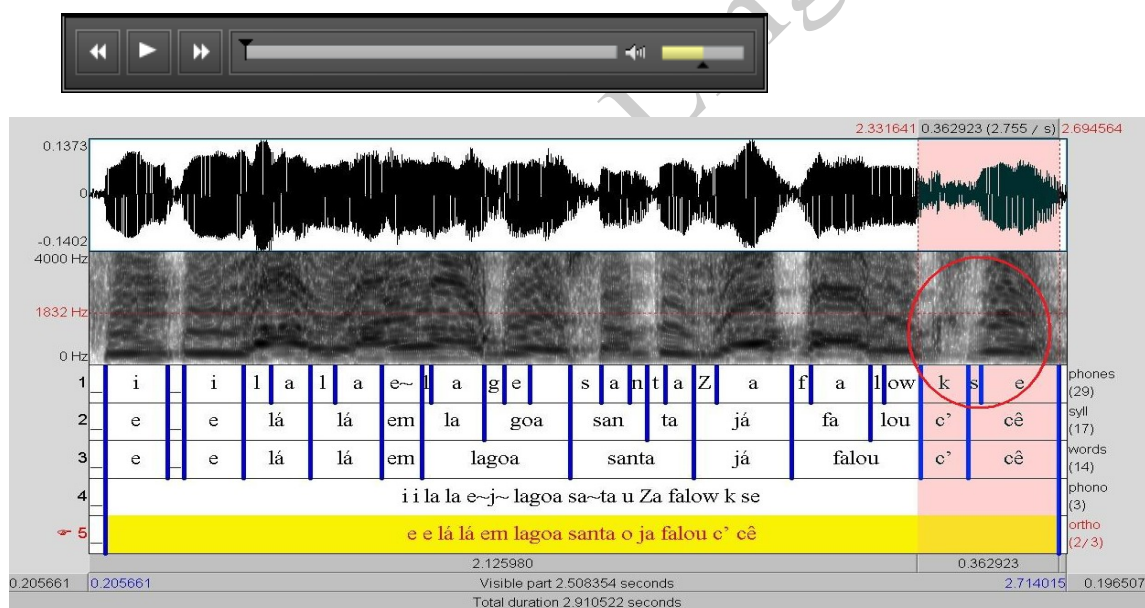 2.331641 0.362923 (2.755 / s) 2.694564
0.1373
0
-0.1402
4000 Hz
1832 Hz
0 Hz
1 i _ i l a l a e~ l a g e s a n t a Z a f a l ow k s e phones (29)
2 e _ e lá lá em la goa san ta já fa lou c’ cê syll (17)
3 e _ e lá lá em lagoa santa já falou c’ cê words (14)
4 i i la la e~j~ lagoa sa~ta u Za falow k se phono (3)
5 e e lá lá em lagoa santa o ja falou c’ cê ortho (2/3)
2.125980 0.362923
0.205661 0.205661 Visible part 2.508354 seconds 2.714015 0.196507
Total duration 2.910522 seconds